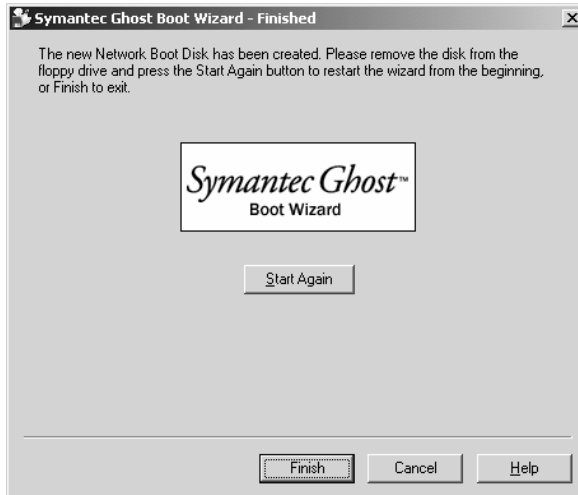 Symantec Ghost Boot Wizard - Finished
The new Network Boot Disk has been created. Please remove the disk from the
floppy drive and press the Start Again button to restart the wizard from the beginning,
or Finish to exit.
Symantec Ghost™
Boot Wizard
Start Again
Finish
Cancel
Help